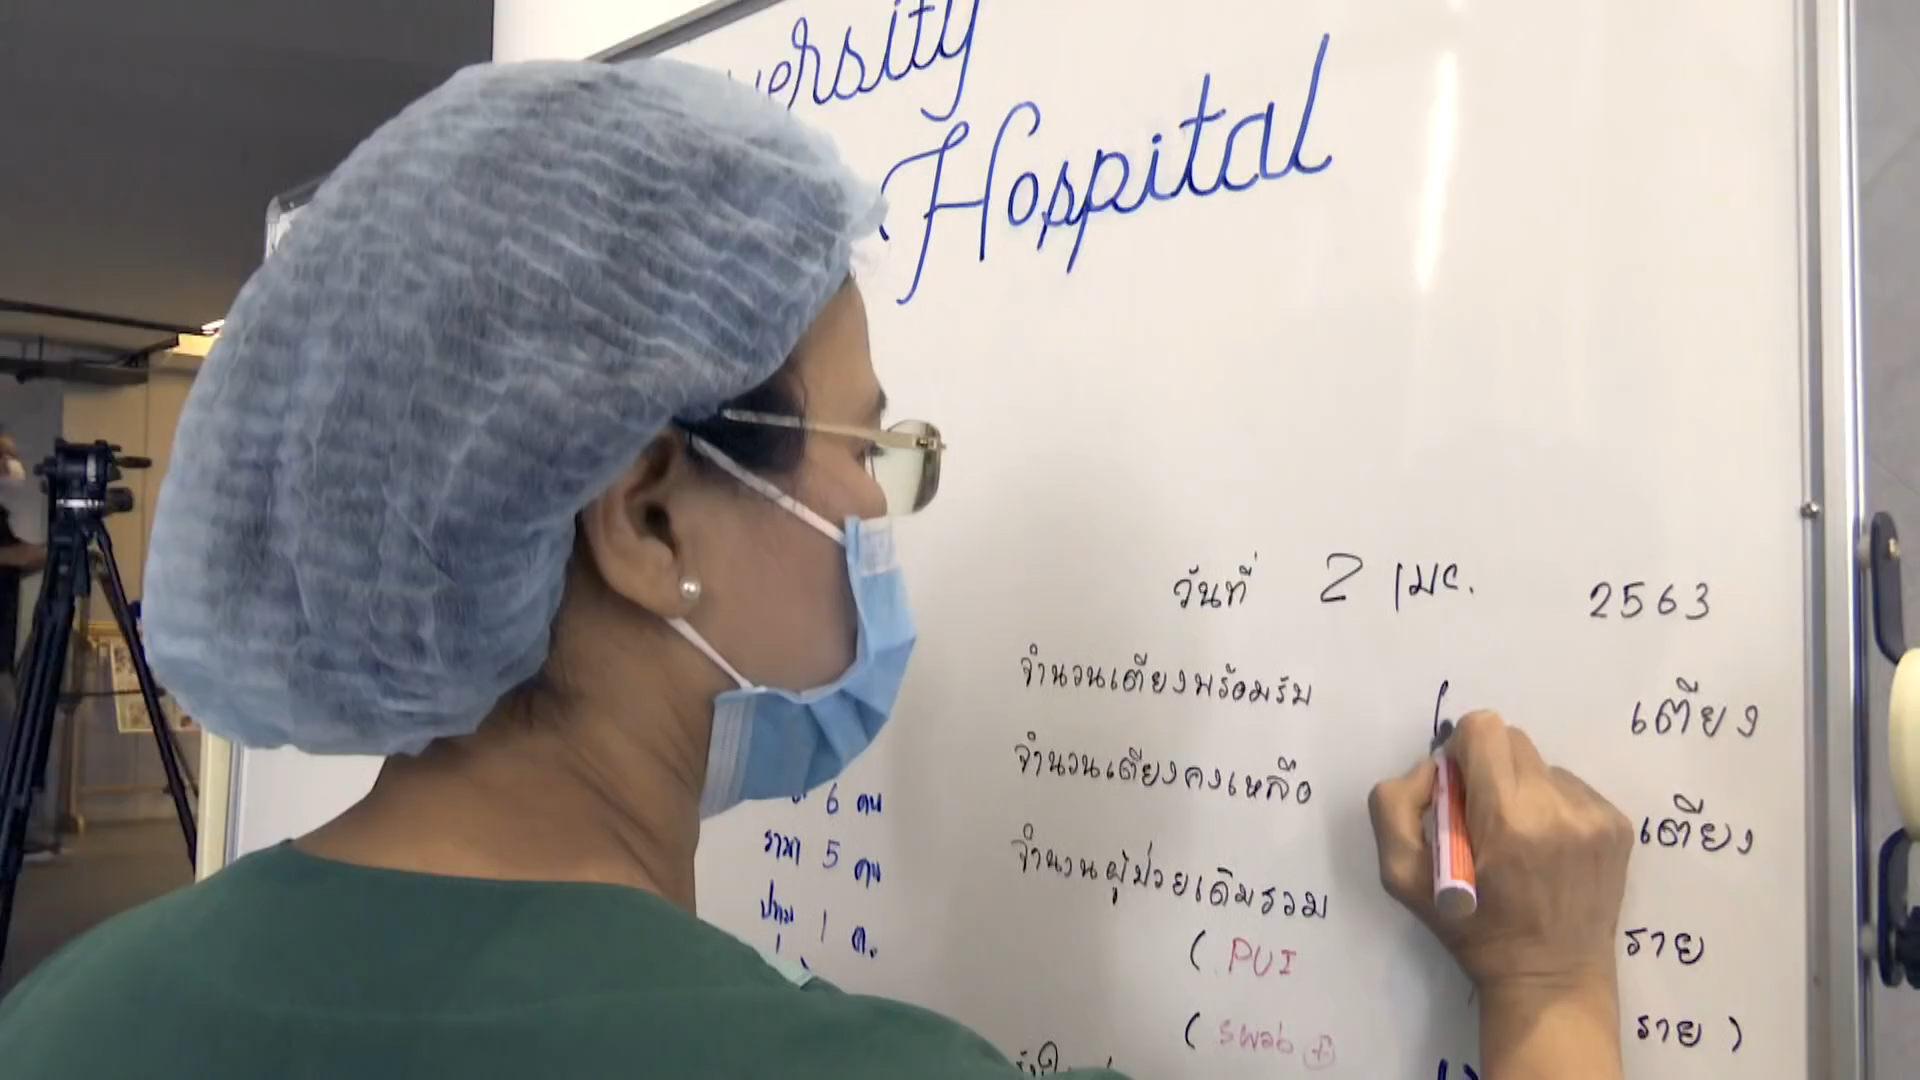 Hospital
วันที่ 2 เมย. 2563
จำนวนเตียงพร้อมรับ เตียง
จำนวนเตียงคงเหลือ เตียง
จำนวนผู้ป่วยเดิมรวม ราย
( PUI
( swab + ราย )
6 คน
รามา 5 คน
ปทุม 1 ค.